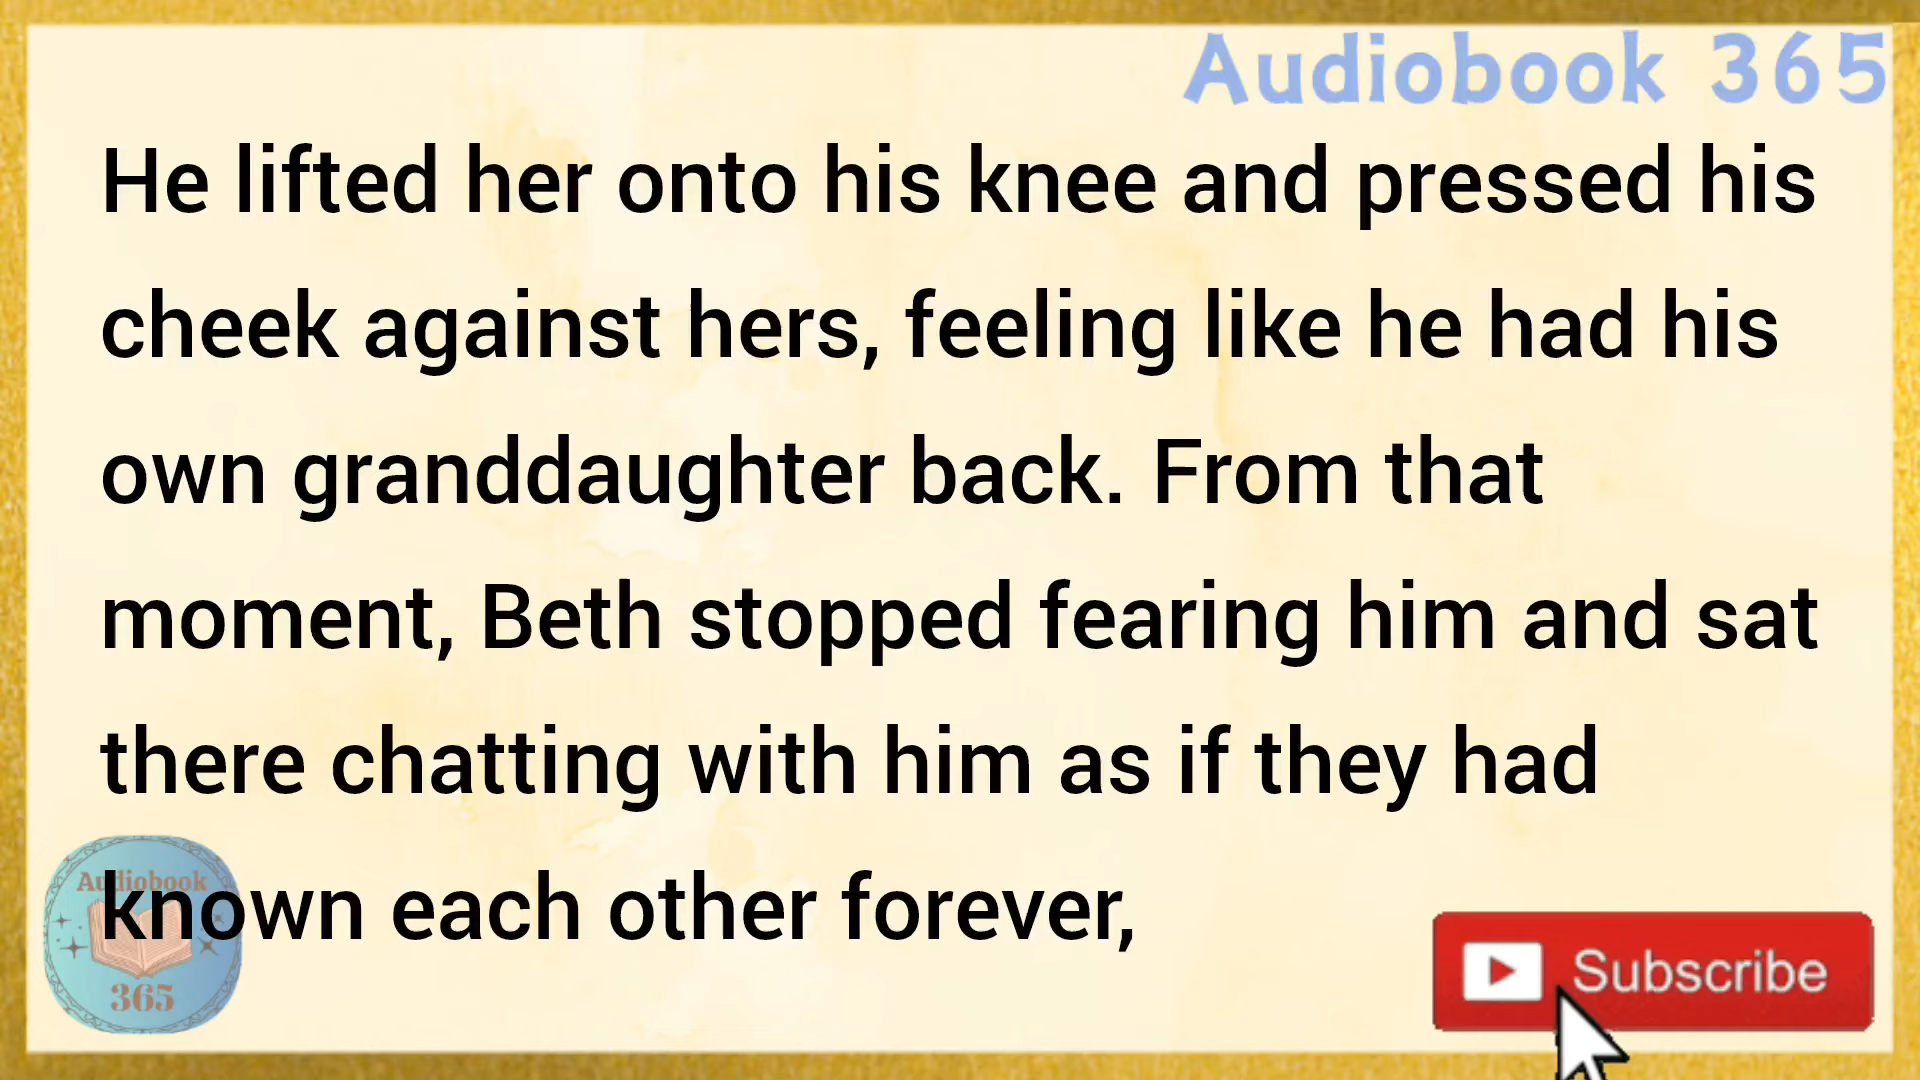 Audiobook 365
He lifted her onto his knee and pressed his
cheek against hers, feeling like he had his
own granddaughter back. From that
moment, Beth stopped fearing him and sat
there chatting with him as if they had
known each other forever,
Audiobook
365
Subscribe